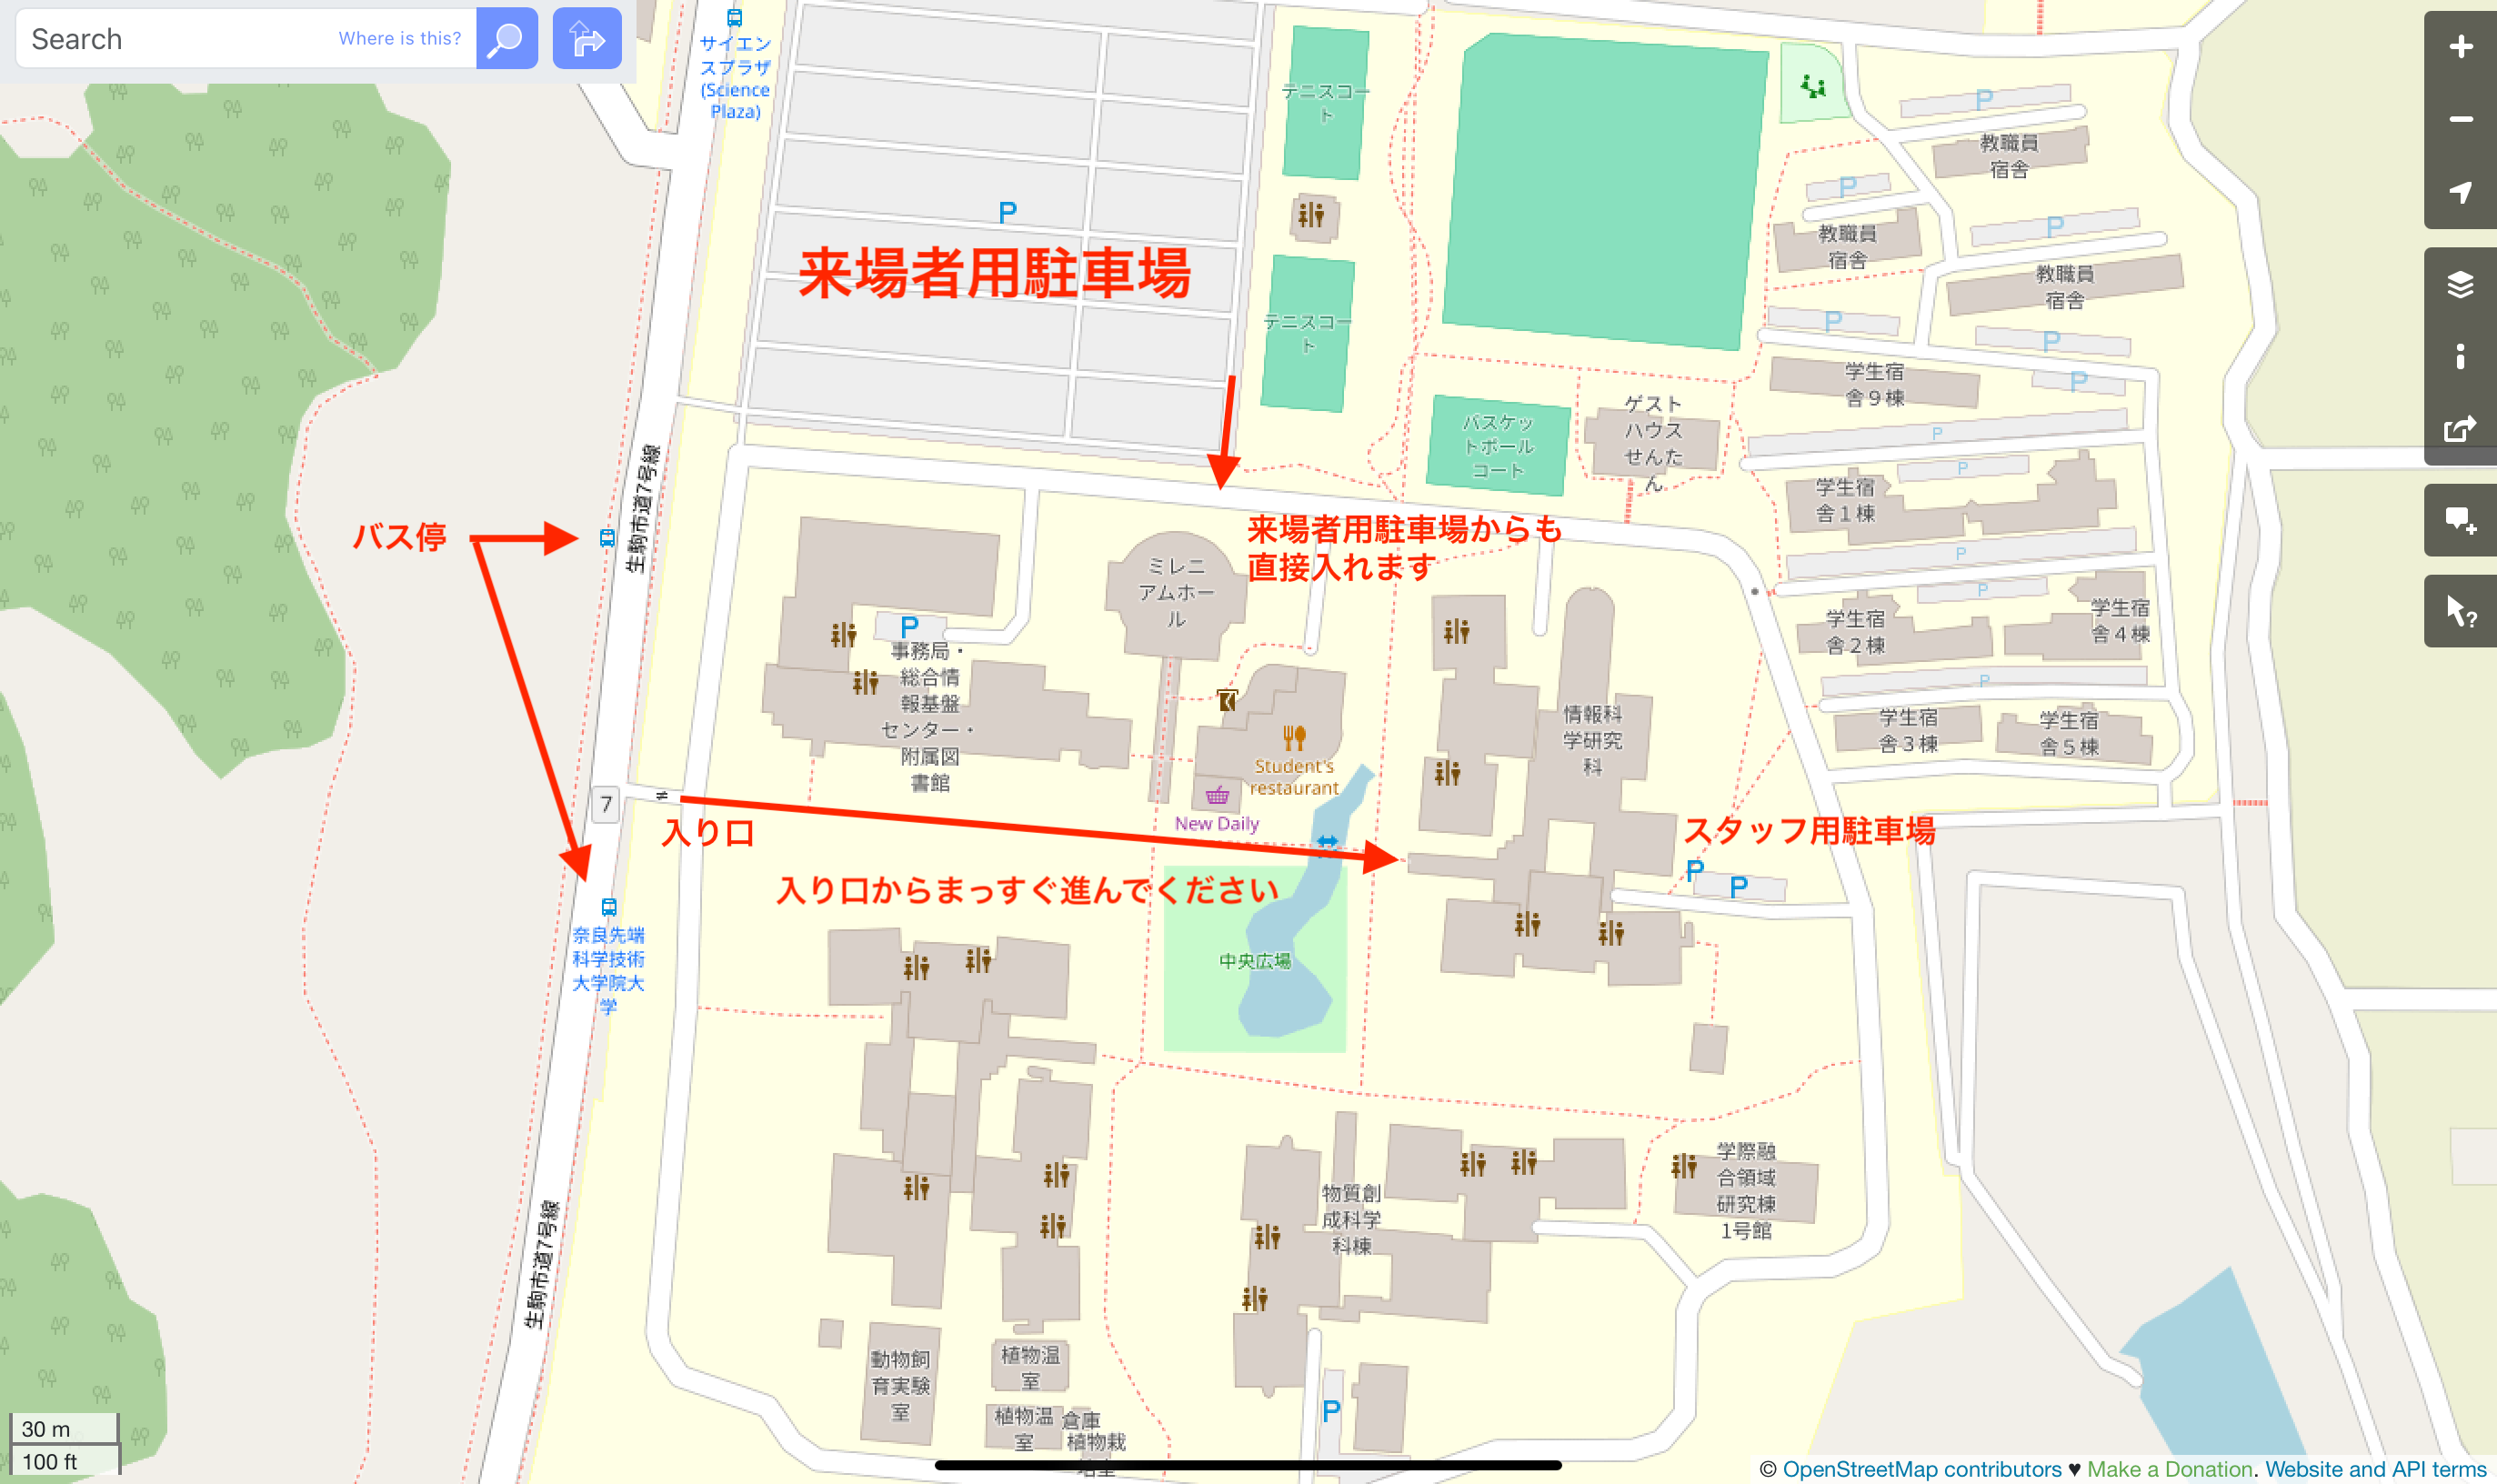 Search
Where is this?
サイエン
スプラザ
(Science
Plaza)
P
来場者用駐車場
テニスコー
ト
テニスコー
ト
P
教職員
宿舎
P
教職員
宿舎
P
教職員
宿舎
P
P
学生宿
舎9棟
P
P
バスケッ
トボール
コート
ゲスト
ハウス
せんた
ん
P
学生宿
舎1棟
P
P
学生宿
舎2棟
学生宿
舎4棟
P
学生宿
舎3棟
学生宿
舎5棟
生駒市道7号線
バス停
来場者用駐車場からも
直接入れます
ミレニ
アムホー
ル
P
事務局・
総合情
報基盤
センター・
附属図
書館
情報科
学研究
科
Student's
restaurant
New Daily
7
入り口
スタッフ用駐車場
P
P
入り口からまっすぐ進んでください
奈良先端
科学技術
大学院大
学
中央広場
生駒市道7号線
物質創
成科学
科棟
学際融
合領域
研究棟
1号館
動物飼
育実験
室
植物温
室
植物温
室
倉庫
植物栽
培室
P
30 m
100 ft
© OpenStreetMap contributors ♥ Make a Donation. Website and API terms